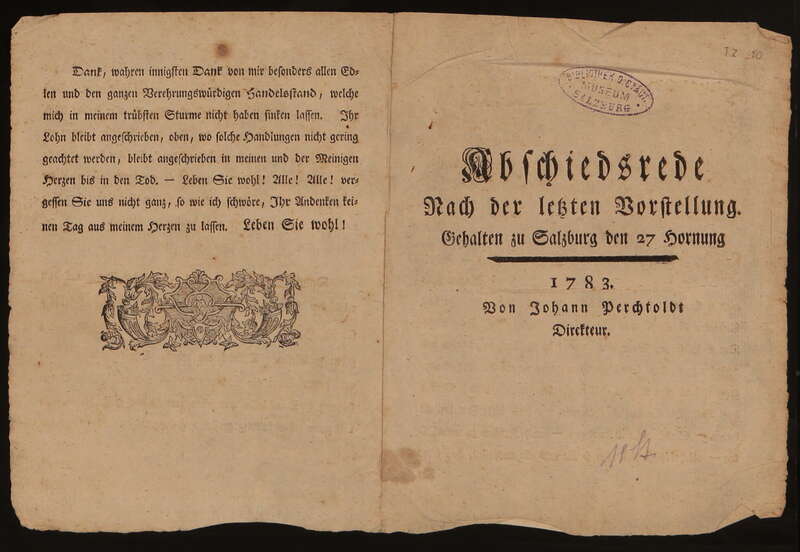 Dank, wahren innigsten Dank von mir besonders allen Ed-
len und den ganzen Verehrungswürdigen Handelsstand, welche
mich in meinem trübsten Sturme nicht haben sinken lassen. Ihr
Lohn bleibt angeschrieben, oben, wo solche Handlungen nicht gering
geachtet werden, bleibt angeschrieben in meinen und der Meinigen
Herzen bis in den Tod. — Leben Sie wohl! Alle! Alle! ver-
gessen Sie uns nicht ganz, so wie ich schwöre, Ihr Andenken kei-
nen Tag aus meinem Herzen zu lassen. Leben Sie wohl!
BIBLIOTHEK D. STÄDT.
MUSEUM
SALZBURG
Abschiedsrede
Nach der letzten Vorstellung.
Gehalten zu Salzburg den 27 Hornung
1783.
Von Johann Perchtoldt
Direkteur.